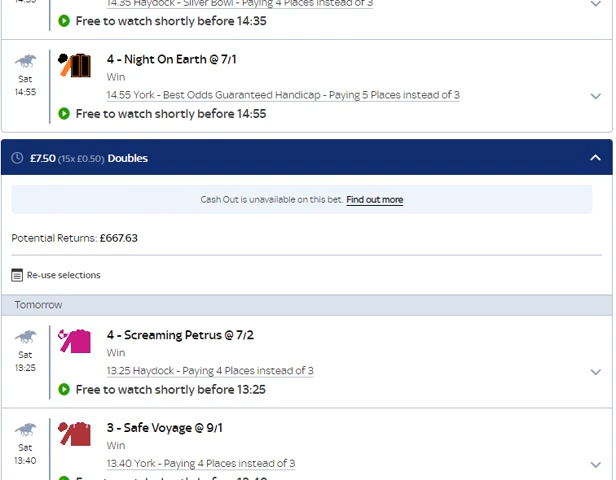 14.35 Haydock - Silver Bowl - Paying 4 Places instead of 3
Free to watch shortly before 14:35
4 - Night On Earth @ 7/1
Sat
Win
14:55
14.55 York - Best Odds Guaranteed Handicap - Paying 5 Places instead of 3
Free to watch shortly before 14:55
£7.50 (15x £0.50) Doubles
Cash Out is unavailable on this bet. Find out more
Potential Returns: £667.63
Re-use selections
Tomorrow
4 - Screaming Petrus @ 7/2
Sat
Win
13:25
13.25 Haydock - Paying 4 Places instead of 3
Free to watch shortly before 13:25
3 - Safe Voyage @ 9/1
Sat
Win
13:40
13.40 York - Paying 4 Places instead of 3